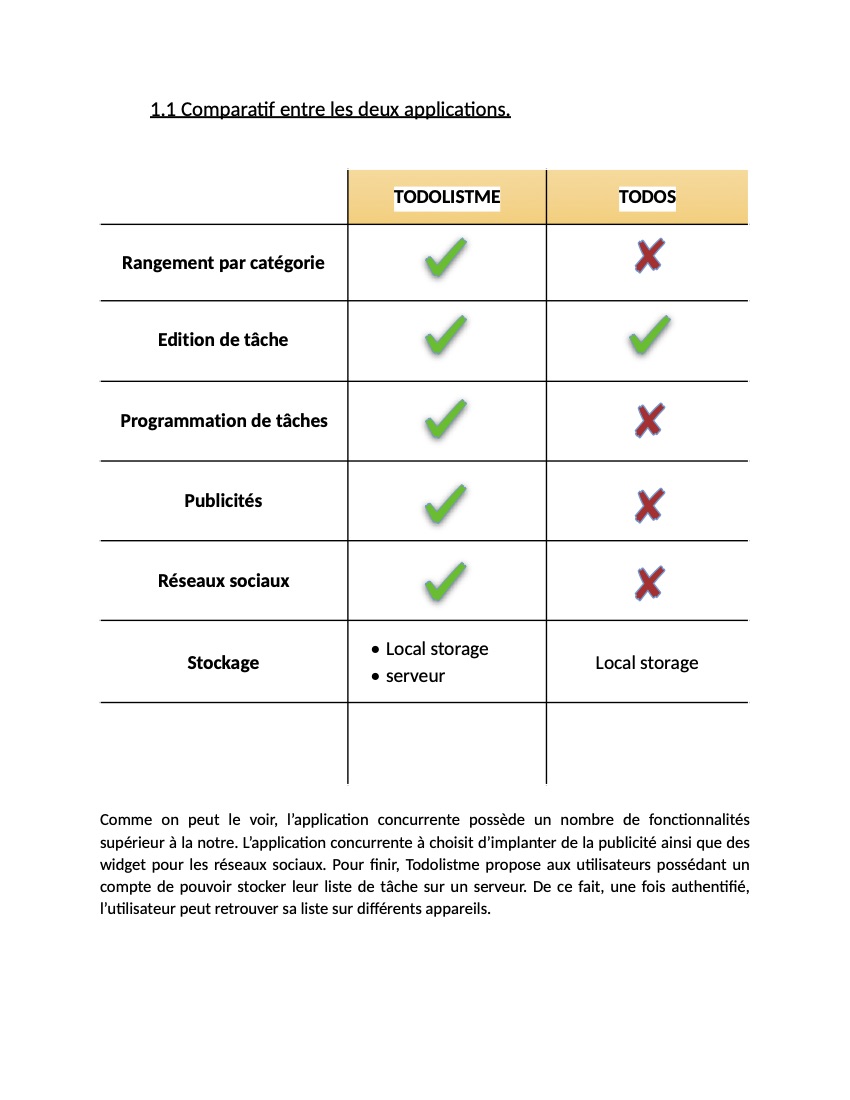 1.1 Comparatif entre les deux applications.
TODOLISTME TODOS
Rangement par catégorie ✔ ✘
Edition de tâche ✔ ✔
Programmation de tâches ✔ ✘
Publicités ✔ ✘
Réseaux sociaux ✔ ✘
Stockage • Local storage • serveur Local storage
Comme on peut le voir, l’application concurrente possède un nombre de fonctionnalités
supérieur à la notre. L’application concurrente à choisit d’implanter de la publicité ainsi que des
widget pour les réseaux sociaux. Pour finir, Todolistme propose aux utilisateurs possédant un
compte de pouvoir stocker leur liste de tâche sur un serveur. De ce fait, une fois authentifié,
l’utilisateur peut retrouver sa liste sur différents appareils.